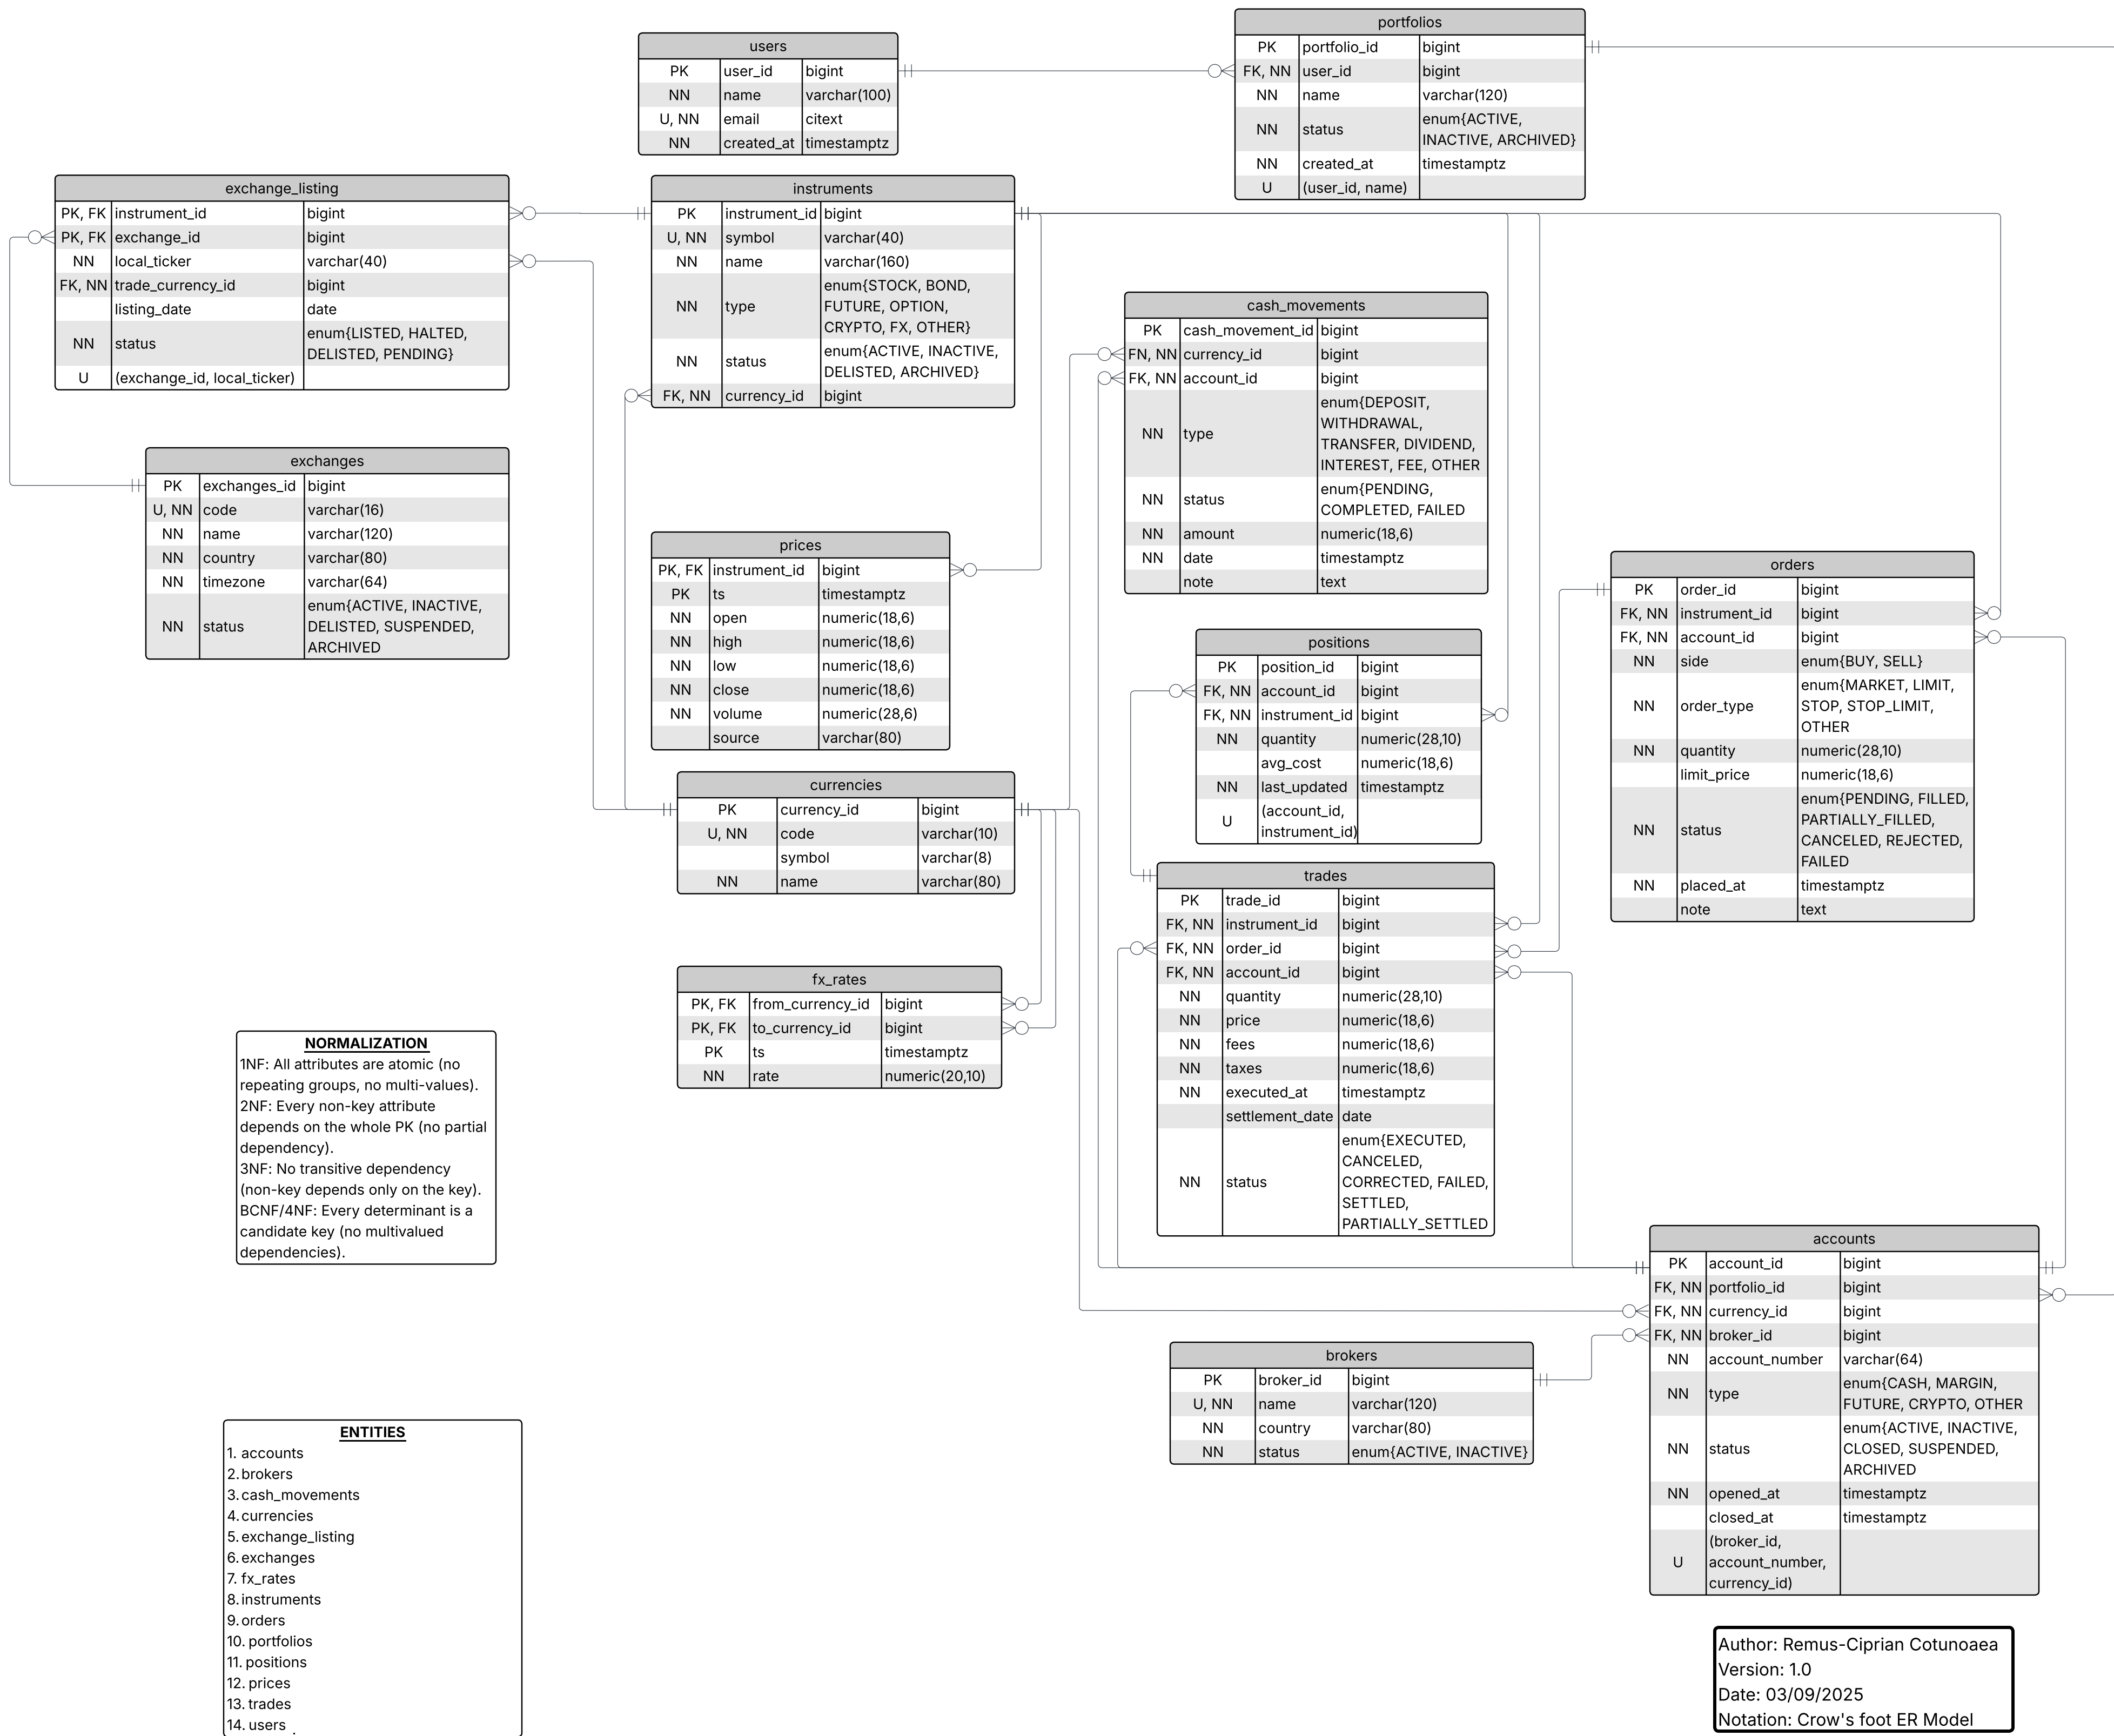 users
PK user_id bigint
NN name varchar(100)
U, NN email citext
NN created_at timestamptz
portfolios
PK portfolio_id bigint
FK, NN user_id bigint
NN name varchar(120)
NN status enum{ACTIVE,
INACTIVE, ARCHIVED}
NN created_at timestamptz
U (user_id, name)
exchange_listing
PK, FK instrument_id bigint
PK, FK exchange_id bigint
NN local_ticker varchar(40)
FK, NN trade_currency_id bigint
listing_date date
NN status enum{LISTED, HALTED,
DELISTED, PENDING}
U (exchange_id, local_ticker)
instruments
PK instrument_id bigint
U, NN symbol varchar(40)
NN name varchar(160)
NN type enum{STOCK, BOND,
FUTURE, OPTION,
CRYPTO, FX, OTHER}
NN status enum{ACTIVE, INACTIVE,
DELISTED, ARCHIVED}
FK, NN currency_id bigint
cash_movements
PK cash_movement_id bigint
FN, NN currency_id bigint
FK, NN account_id bigint
NN type enum{DEPOSIT,
WITHDRAWAL,
TRANSFER, DIVIDEND,
INTEREST, FEE, OTHER
NN status enum{PENDING,
COMPLETED, FAILED
NN amount numeric(18,6)
NN date timestamptz
note text
exchanges
PK exchanges_id bigint
U, NN code varchar(16)
NN name varchar(120)
NN country varchar(80)
NN timezone varchar(64)
NN status enum{ACTIVE, INACTIVE,
DELISTED, SUSPENDED,
ARCHIVED
prices
PK, FK instrument_id bigint
PK ts timestamptz
NN open numeric(18,6)
NN high numeric(18,6)
NN low numeric(18,6)
NN close numeric(18,6)
NN volume numeric(28,6)
source varchar(80)
orders
PK order_id bigint
FK, NN instrument_id bigint
FK, NN account_id bigint
NN side enum{BUY, SELL}
NN order_type enum{MARKET, LIMIT,
STOP, STOP_LIMIT,
OTHER
NN quantity numeric(28,10)
limit_price numeric(18,6)
NN status enum{PENDING, FILLED,
PARTIALLY_FILLED,
CANCELED, REJECTED,
FAILED
NN placed_at timestamptz
note text
positions
PK position_id bigint
FK, NN account_id bigint
FK, NN instrument_id bigint
NN quantity numeric(28,10)
avg_cost numeric(18,6)
NN last_updated timestamptz
U (account_id,
instrument_id)
currencies
PK currency_id bigint
U, NN code varchar(10)
symbol varchar(8)
NN name varchar(80)
trades
PK trade_id bigint
FK, NN instrument_id bigint
FK, NN order_id bigint
FK, NN account_id bigint
NN quantity numeric(28,10)
NN price numeric(18,6)
NN fees numeric(18,6)
NN taxes numeric(18,6)
NN executed_at timestamptz
settlement_date date
NN status enum{EXECUTED,
CANCELED,
CORRECTED, FAILED,
SETTLED,
PARTIALLY_SETTLED
fx_rates
PK, FK from_currency_id bigint
PK, FK to_currency_id bigint
PK ts timestamptz
NN rate numeric(20,10)
NORMALIZATION
1NF: All attributes are atomic (no
repeating groups, no multi-values).
2NF: Every non-key attribute
depends on the whole PK (no partial
dependency).
3NF: No transitive dependency
(non-key depends only on the key).
BCNF/4NF: Every determinant is a
candidate key (no multivalued
dependencies).
accounts
PK account_id bigint
FK, NN portfolio_id bigint
FK, NN currency_id bigint
FK, NN broker_id bigint
NN account_number varchar(64)
NN type enum{CASH, MARGIN,
FUTURE, CRYPTO, OTHER
NN status enum{ACTIVE, INACTIVE,
CLOSED, SUSPENDED,
ARCHIVED
NN opened_at timestamptz
closed_at timestamptz
U (broker_id,
account_number,
currency_id)
brokers
PK broker_id bigint
U, NN name varchar(120)
NN country varchar(80)
NN status enum{ACTIVE, INACTIVE}
ENTITIES
1. accounts
2. brokers
3. cash_movements
4. currencies
5. exchange_listing
6. exchanges
7. fx_rates
8. instruments
9. orders
10. portfolios
11. positions
12. prices
13. trades
14. users
Author: Remus-Ciprian Cotunoaea
Version: 1.0
Date: 03/09/2025
Notation: Crow's foot ER Model